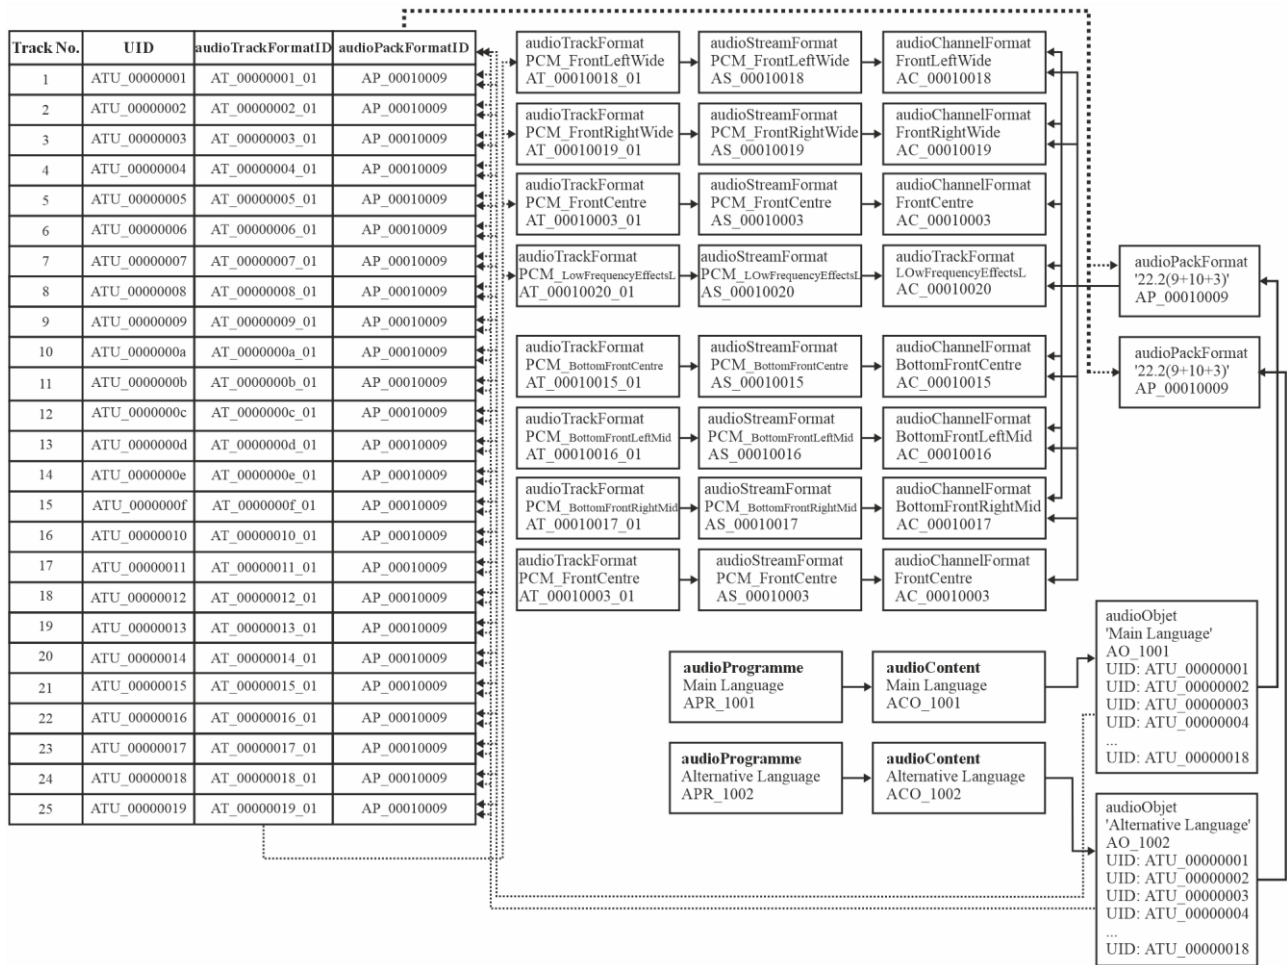 Track No. UID audioTrackFormatID audioPackFormatID
1 ATU_00000001 AT_00000001_01 AP_00010009
2 ATU_00000002 AT_00000002_01 AP_00010009
3 ATU_00000003 AT_00000003_01 AP_00010009
4 ATU_00000004 AT_00000004_01 AP_00010009
5 ATU_00000005 AT_00000005_01 AP_00010009
6 ATU_00000006 AT_00000006_01 AP_00010009
7 ATU_00000007 AT_00000007_01 AP_00010009
8 ATU_00000008 AT_00000008_01 AP_00010009
9 ATU_00000009 AT_00000009_01 AP_00010009
10 ATU_0000000a AT_0000000a_01 AP_00010009
11 ATU_0000000b AT_0000000b_01 AP_00010009
12 ATU_0000000c AT_0000000c_01 AP_00010009
13 ATU_0000000d AT_0000000d_01 AP_00010009
14 ATU_0000000e AT_0000000e_01 AP_00010009
15 ATU_0000000f AT_0000000f_01 AP_00010009
16 ATU_00000010 AT_00000010_01 AP_00010009
17 ATU_00000011 AT_00000011_01 AP_00010009
18 ATU_00000012 AT_00000012_01 AP_00010009
19 ATU_00000013 AT_00000013_01 AP_00010009
20 ATU_00000014 AT_00000014_01 AP_00010009
21 ATU_00000015 AT_00000015_01 AP_00010009
22 ATU_00000016 AT_00000016_01 AP_00010009
23 ATU_00000017 AT_00000017_01 AP_00010009
24 ATU_00000018 AT_00000018_01 AP_00010009
25 ATU_00000019 AT_00000019_01 AP_00010009
audioTrackFormat
PCM_FrontLeftWide
AT_00010018_01
audioStreamFormat
PCM_FrontLeftWide
AS_00010018
audioChannelFormat
FrontLeftWide
AC_00010018
audioTrackFormat
PCM_FrontRightWide
AT_00010019_01
audioStreamFormat
PCM_FrontRightWide
AS_00010019
audioChannelFormat
FrontRightWide
AC_00010019
audioTrackFormat
PCM_FrontCentre
AT_00010003_01
audioStreamFormat
PCM_FrontCentre
AS_00010003
audioChannelFormat
FrontCentre
AC_00010003
audioTrackFormat
PCM_LowFrequencyEffectsL
AT_00010020_01
audioStreamFormat
PCM_LOwFrequencyEffectsL
AS_00010020
audioTrackFormat
LOwFrequencyEffectsL
AC_00010020
audioTrackFormat
PCM_BottomFrontCentre
AT_00010015_01
audioStreamFormat
PCM_BottomFrontCentre
AS_00010015
audioChannelFormat
BottomFrontCentre
AC_00010015
audioTrackFormat
PCM_BottomFrontLeftMid
AT_00010016_01
audioStreamFormat
PCM_BottomFrontLeftMid
AS_00010016
audioChannelFormat
BottomFrontLeftMid
AC_00010016
audioTrackFormat
PCM_BottomFrontRightMid
AT_00010017_01
audioStreamFormat
PCM_BottomFrontRightMid
AS_00010017
audioChannelFormat
BottomFrontRightMid
AC_00010017
audioTrackFormat
PCM_FrontCentre
AT_00010003_01
audioStreamFormat
PCM_FrontCentre
AS_00010003
audioChannelFormat
FrontCentre
AC_00010003
audioPackFormat
'22.2(9+10+3)'
AP_00010009
audioPackFormat
'22.2(9+10+3)'
AP_00010009
audioProgramme
Main Language
APR_1001
audioContent
Main Language
ACO_1001
audioObjet
'Main Language'
AO_1001
UID: ATU_00000001
UID: ATU_00000002
UID: ATU_00000003
UID: ATU_00000004
...
UID: ATU_00000018
audioProgramme
Alternative Language
APR_1002
audioContent
Alternative Language
ACO_1002
audioObjet
'Alternative Language'
AO_1002
UID: ATU_00000001
UID: ATU_00000002
UID: ATU_00000003
UID: ATU_00000004
...
UID: ATU_00000018